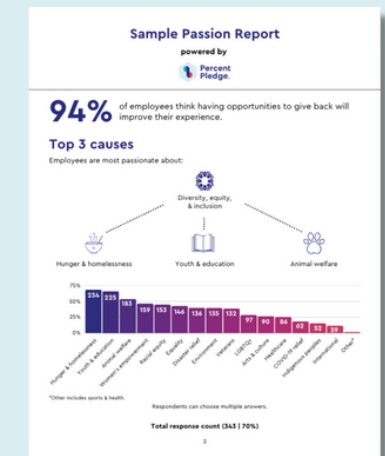 Sample Passion Report
powered by
Percent
Pledge.
94% of employees think having opportunities to give back will
improve their experience.
Top 3 causes
Employees are most passionate about:
Diversity, equity,
& inclusion
Hunger & homelessness
Youth & education
Animal welfare
75%
50%
25%
0%
234 225 183 159 153 146 136 135 132 97 90 86 62 52 39
Hunger & homelessness
Youth & education
Animal welfare
Women's empowerment
Racial equity
Equality
Disaster relief
Environment
Veterans
LGBTQ+
Arts & culture
Healthcare
COVID-19 relief
Indigenous peoples
International
Other*
*Other includes sports & health.
Respondents can choose multiple answers.
Total response count (343 | 70%)
2